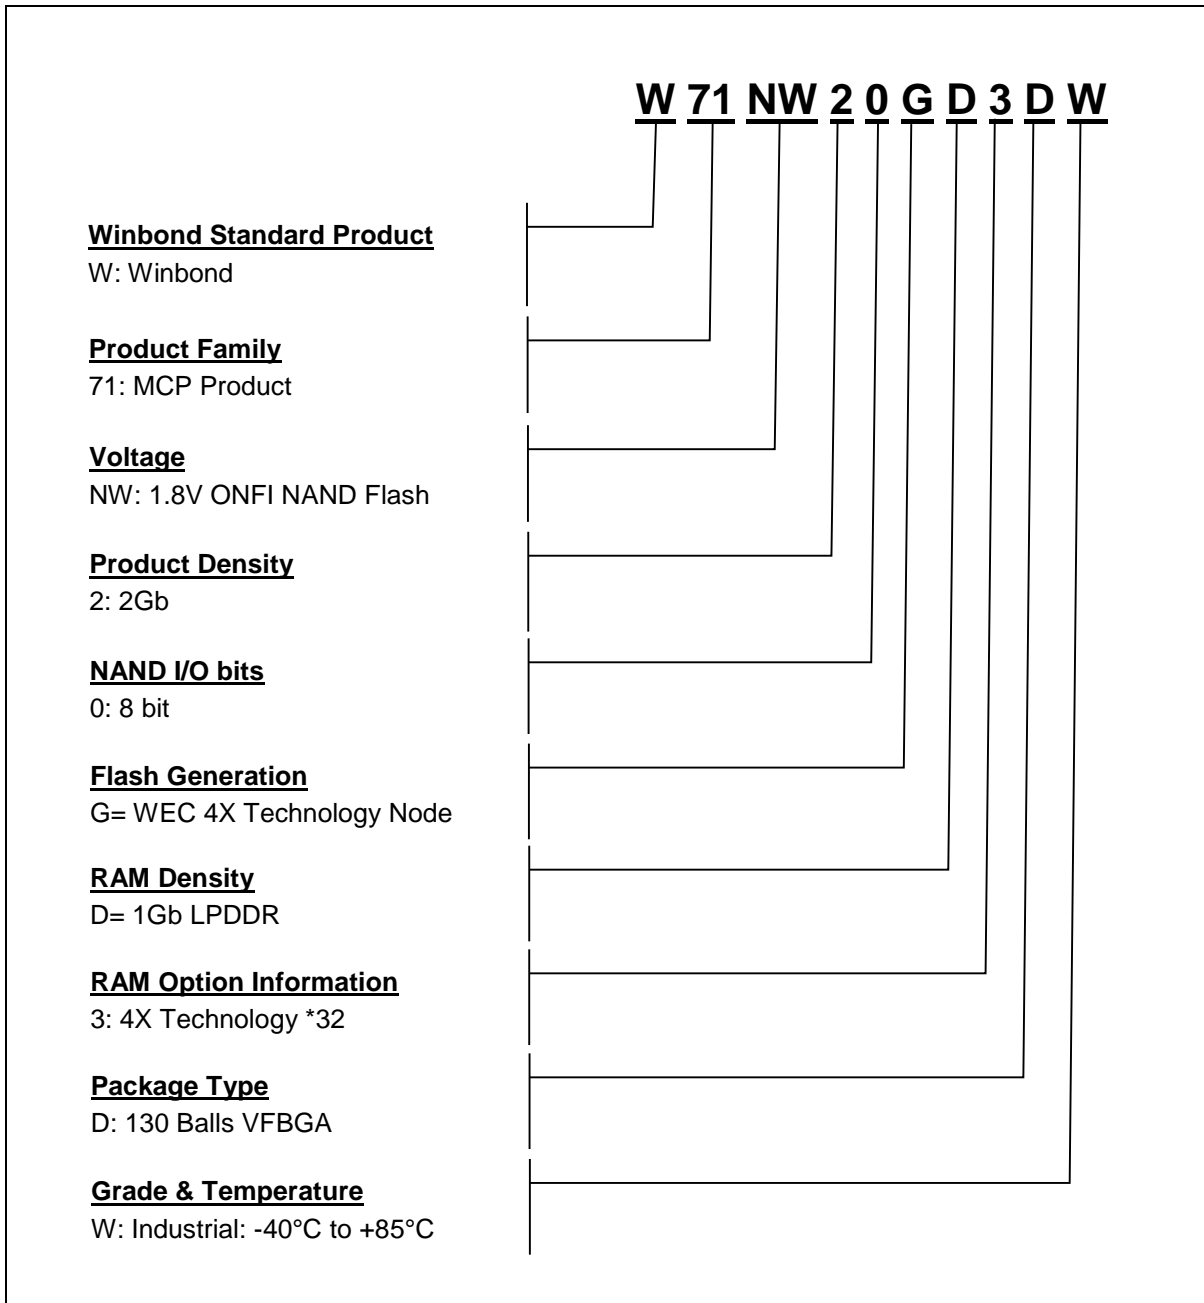 W 71 NW 2 0 G D 3 D W
Winbond Standard Product
W: Winbond
Product Family
71: MCP Product
Voltage
NW: 1.8V ONFI NAND Flash
Product Density
2: 2Gb
NAND I/O bits
0: 8 bit
Flash Generation
G= WEC 4X Technology Node
RAM Density
D= 1Gb LPDDR
RAM Option Information
3: 4X Technology *32
Package Type
D: 130 Balls VFBGA
Grade & Temperature
W: Industrial: -40°C to +85°C